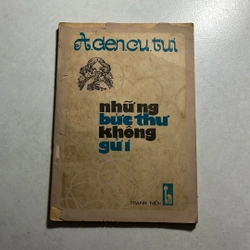 A.đen.cu.tui
những
bức thư
không
gửi
THANH NIÊN